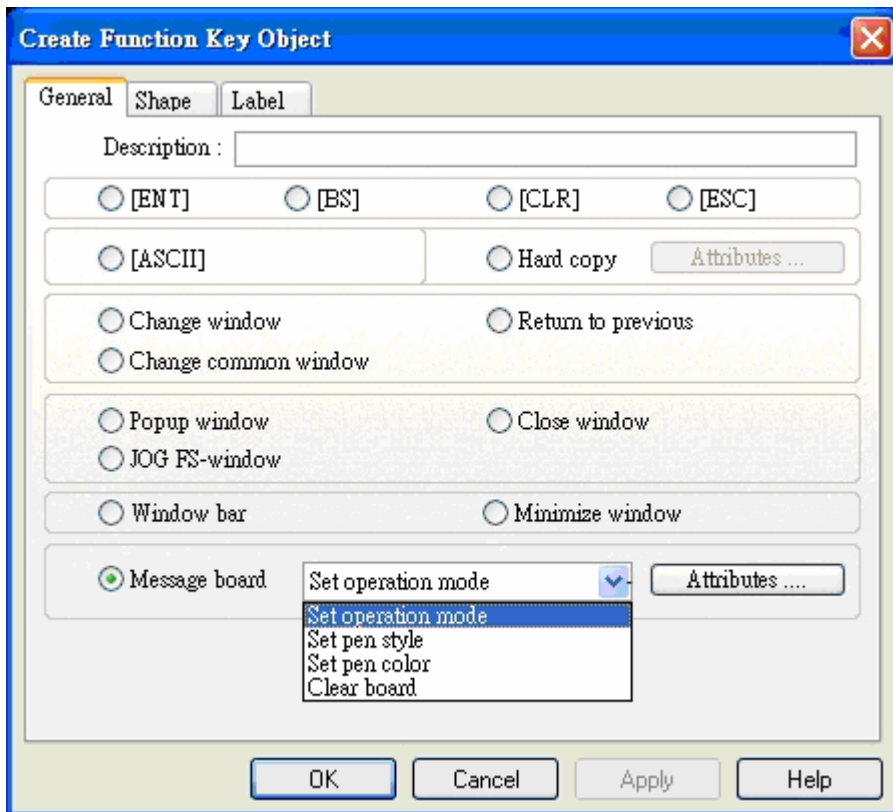 Create Function Key Object
General Shape Label
Description :
[ENT] [BS] [CLR] [ESC]
[ASCII] Hard copy Attributes ...
Change window Return to previous
Change common window
Popup window Close window
JOG FS-window
Window bar Minimize window
Message board Set operation mode Attributes ....
Set operation mode
Set pen style
Set pen color
Clear board
OK Cancel Apply Help